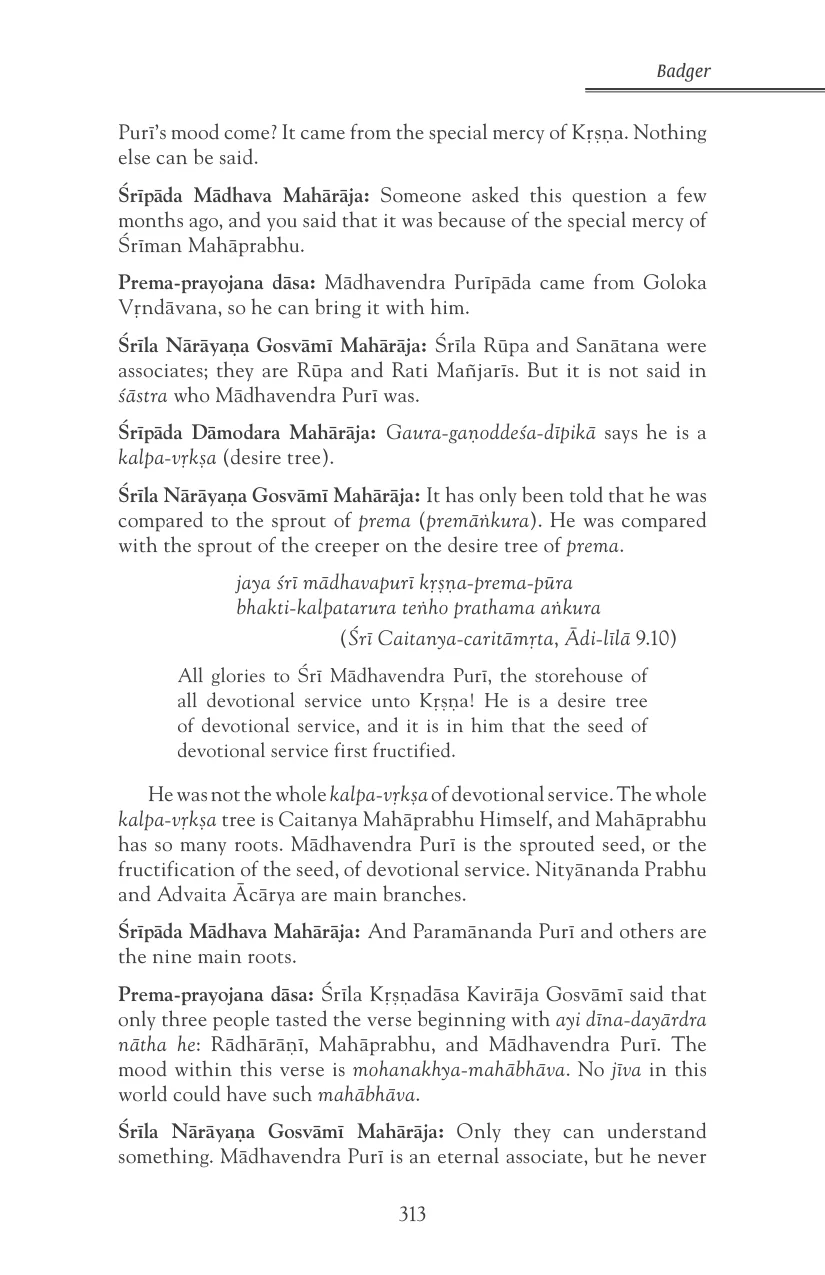 Badger
Purī’s mood come? It came from the special mercy of Kṛṣṇa. Nothing
else can be said.
Śrīpāda Mādhava Mahārāja: Someone asked this question a few
months ago, and you said that it was because of the special mercy of
Śrīman Mahāprabhu.
Prema-prayojana dāsa: Mādhavendra Purīpāda came from Goloka
Vṛndāvana, so he can bring it with him.
Śrīla Nārāyaṇa Gosvāmī Mahārāja: Śrīla Rūpa and Sanātana were
associates; they are Rūpa and Rati Mañjarīs. But it is not said in
śāstra who Mādhavendra Purī was.
Śrīpāda Dāmodara Mahārāja: Gaura-gaṇoddeśa-dīpikā says he is a
kalpa-vṛkṣa (desire tree).
Śrīla Nārāyaṇa Gosvāmī Mahārāja: It has only been told that he was
compared to the sprout of prema (premāṅkura). He was compared
with the sprout of the creeper on the desire tree of prema.
jaya śrī mādhavapurī kṛṣṇa-prema-pūra
bhakti-kalpatarura teṅho prathama aṅkura
(Śrī Caitanya-caritāmṛta, Ādi-līlā 9.10)
All glories to Śrī Mādhavendra Purī, the storehouse of
all devotional service unto Kṛṣṇa! He is a desire tree
of devotional service, and it is in him that the seed of
devotional service first fructified.
He was not the whole kalpa-vṛkṣa of devotional service. The whole
kalpa-vṛkṣa tree is Caitanya Mahāprabhu Himself, and Mahāprabhu
has so many roots. Mādhavendra Purī is the sprouted seed, or the
fructification of the seed, of devotional service. Nityānanda Prabhu
and Advaita Ācārya are main branches.
Śrīpāda Mādhava Mahārāja: And Paramānanda Purī and others are
the nine main roots.
Prema-prayojana dāsa: Śrīla Kṛṣṇadāsa Kavirāja Gosvāmī said that
only three people tasted the verse beginning with ayi dīna-dayārdra
nātha he: Rādhārāṇī, Mahāprabhu, and Mādhavendra Purī. The
mood within this verse is mohanakhya-mahābhāva. No jīva in this
world could have such mahābhāva.
Śrīla Nārāyaṇa Gosvāmī Mahārāja: Only they can understand
something. Mādhavendra Purī is an eternal associate, but he never
313